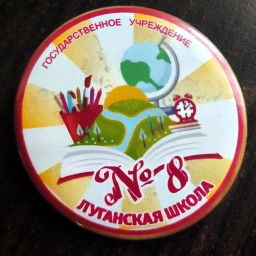 ГОСУДАРСТВЕННОЕ УЧРЕЖДЕНИЕ
№8
ЛУГАНСКАЯ ШКОЛА